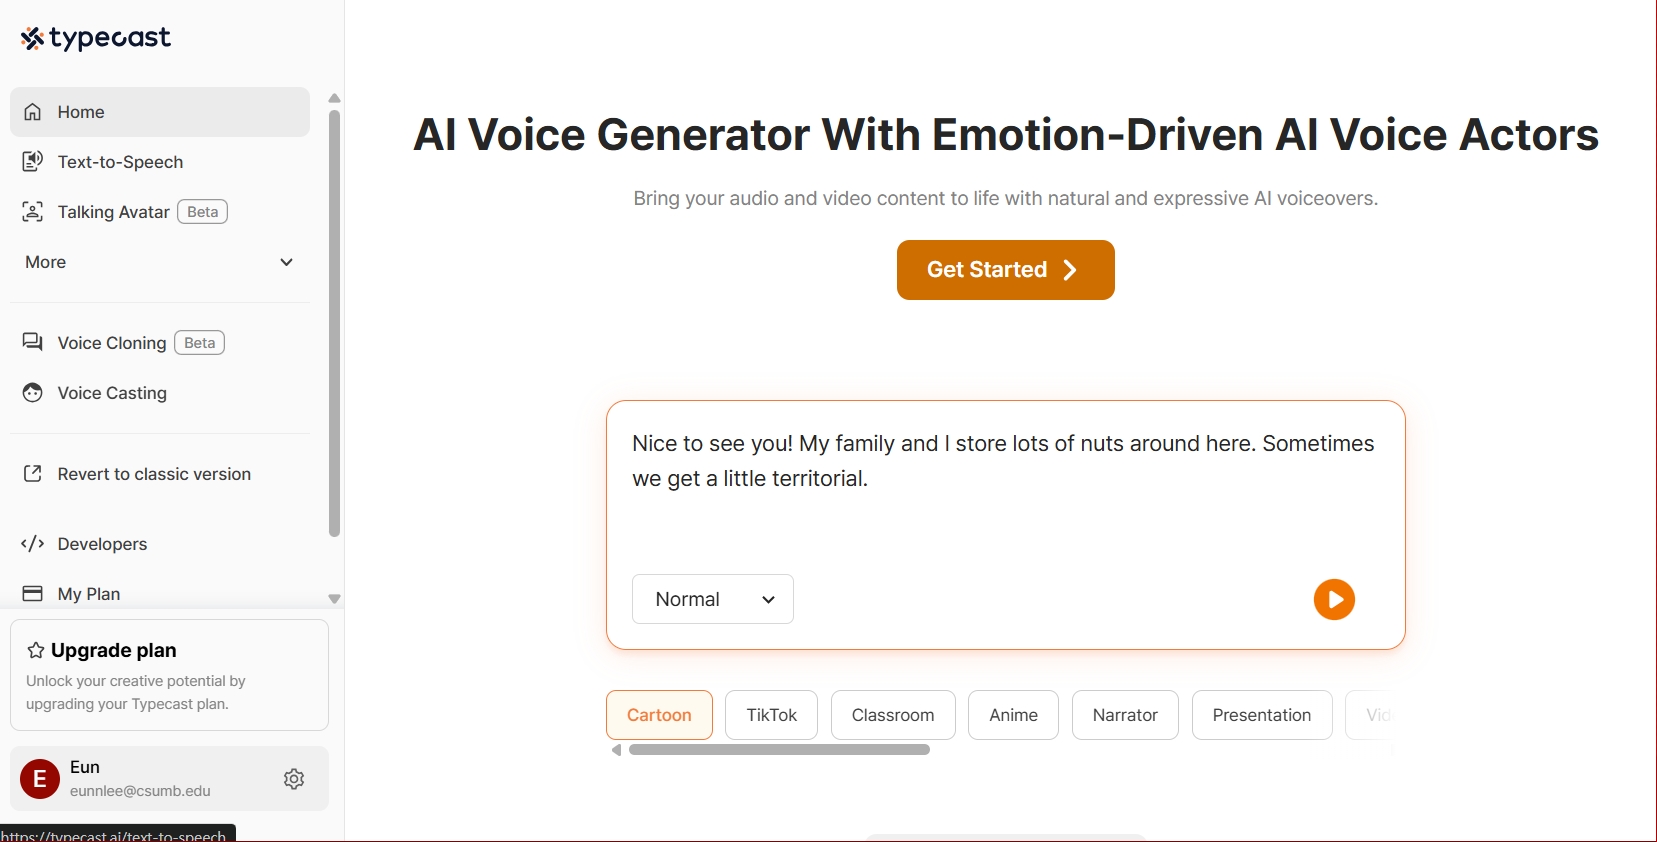 typecast
Home
Text-to-Speech
Talking Avatar Beta
More
Voice Cloning Beta
Voice Casting
Revert to classic version
Developers
My Plan
Upgrade plan
Unlock your creative potential by
upgrading your Typecast plan.
E
Eun
eunnlee@csumb.edu
https://typecast.ai/text-to-speech
AI Voice Generator With Emotion-Driven AI Voice Actors
Bring your audio and video content to life with natural and expressive AI voiceovers.
Get Started
Nice to see you! My family and I store lots of nuts around here. Sometimes
we get a little territorial.
Normal
Cartoon TikTok Classroom Anime Narrator Presentation